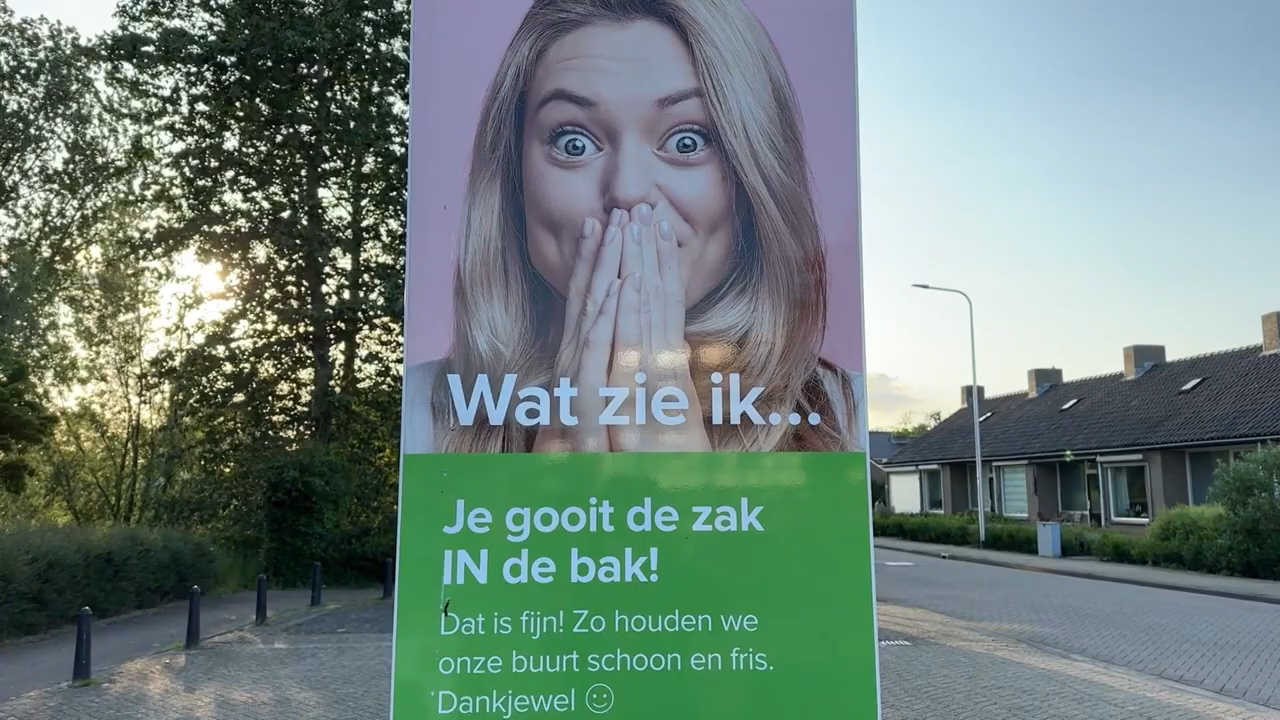 Wat zie ik...
Je gooit de zak
IN de bak!
Dat is fijn! Zo houden we
onze buurt schoon en fris.
Dankjewel ☺